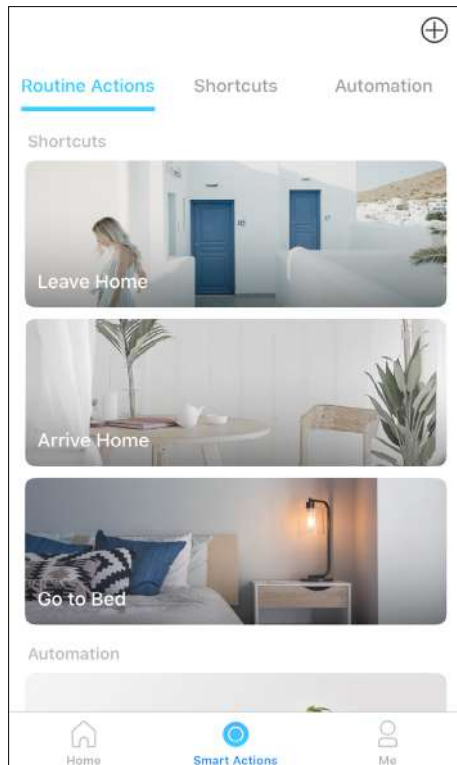 Routine Actions Shortcuts Automation
Shortcuts
Leave Home
Arrive Home
Go to Bed
Automation
Home Smart Actions Me